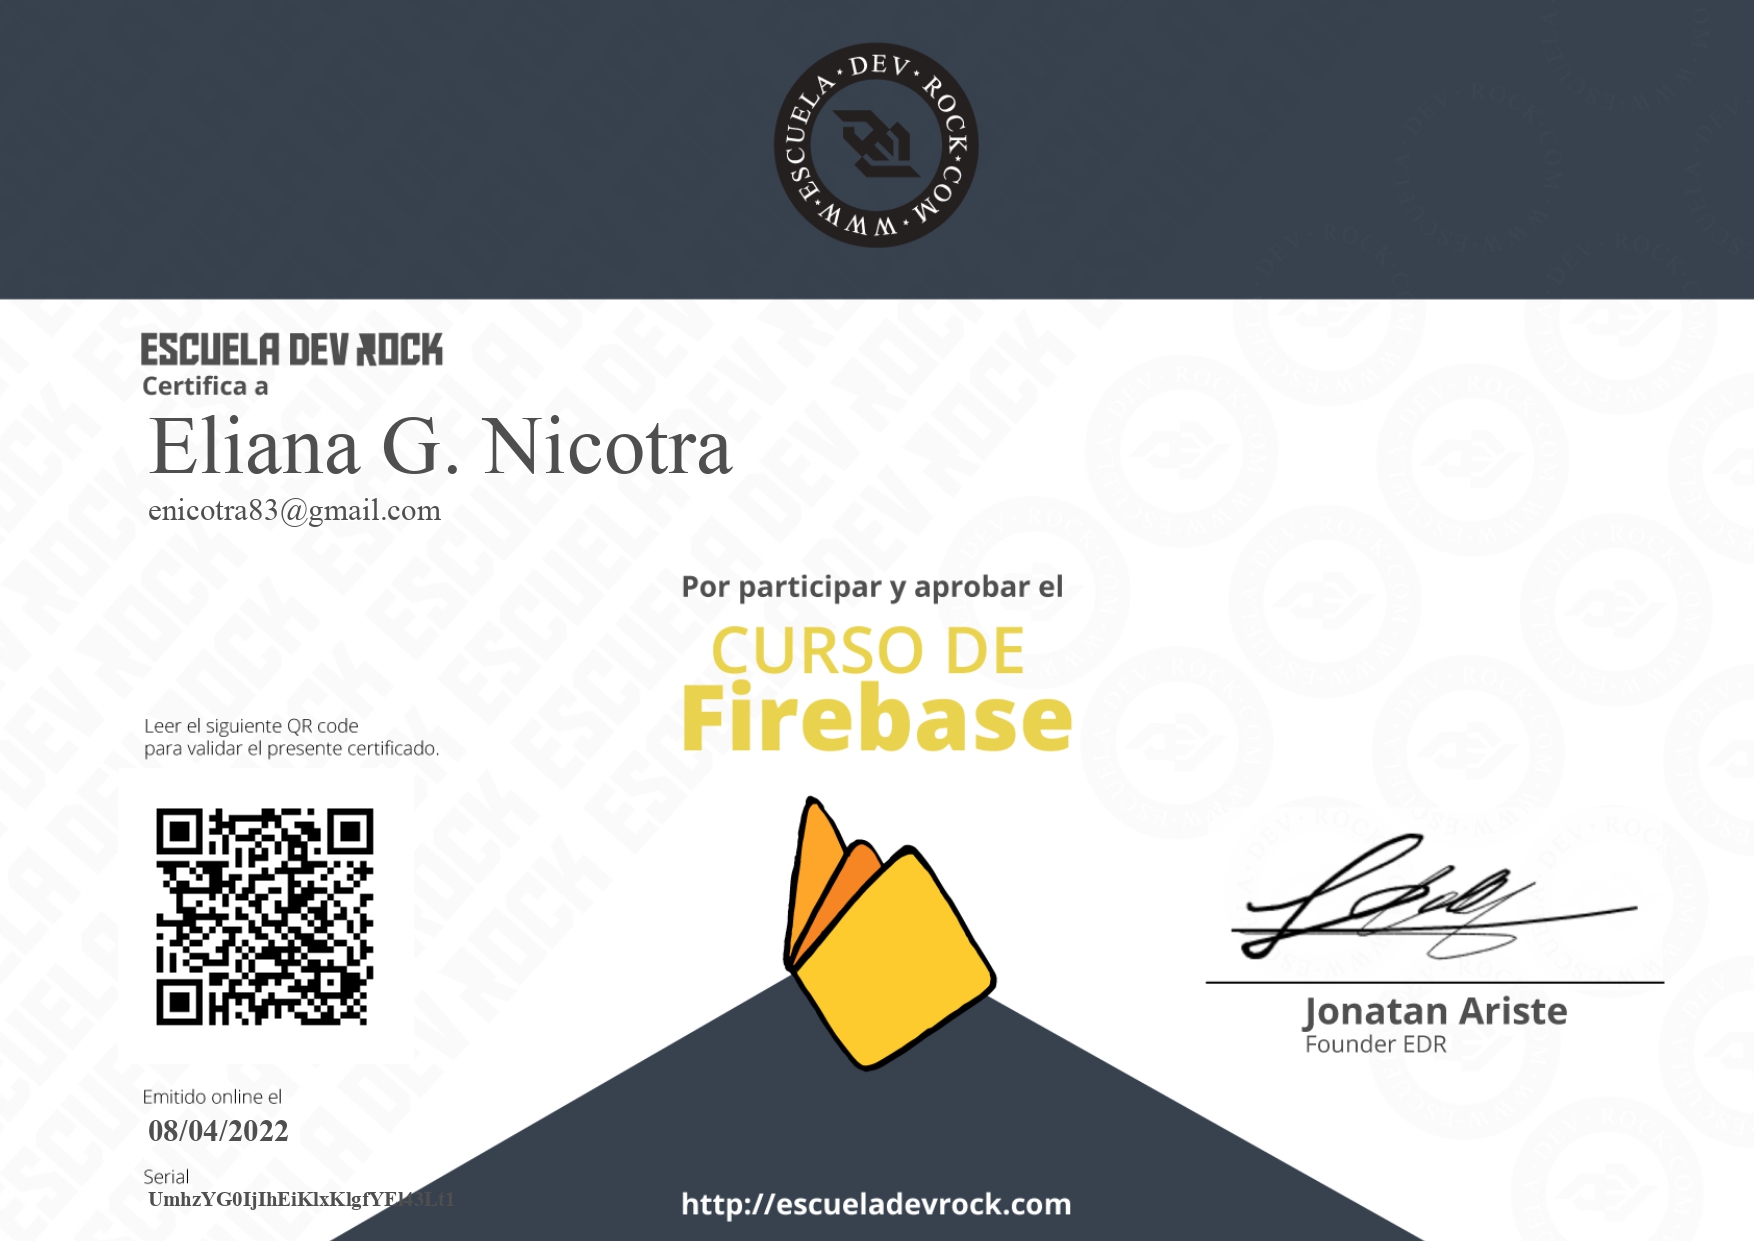 WWW·ESCUELA·DEV·ROCK·COM
ESCUELA DEV ROCK
Certifica a
Eliana G. Nicotra
enicotra83@gmail.com
Por participar y aprobar el
CURSO DE
Firebase
Leer el siguiente QR code
para validar el presente certificado.
Jonatan Ariste
Founder EDR
Emitido online el
08/04/2022
Serial
http://escueladevrock.com